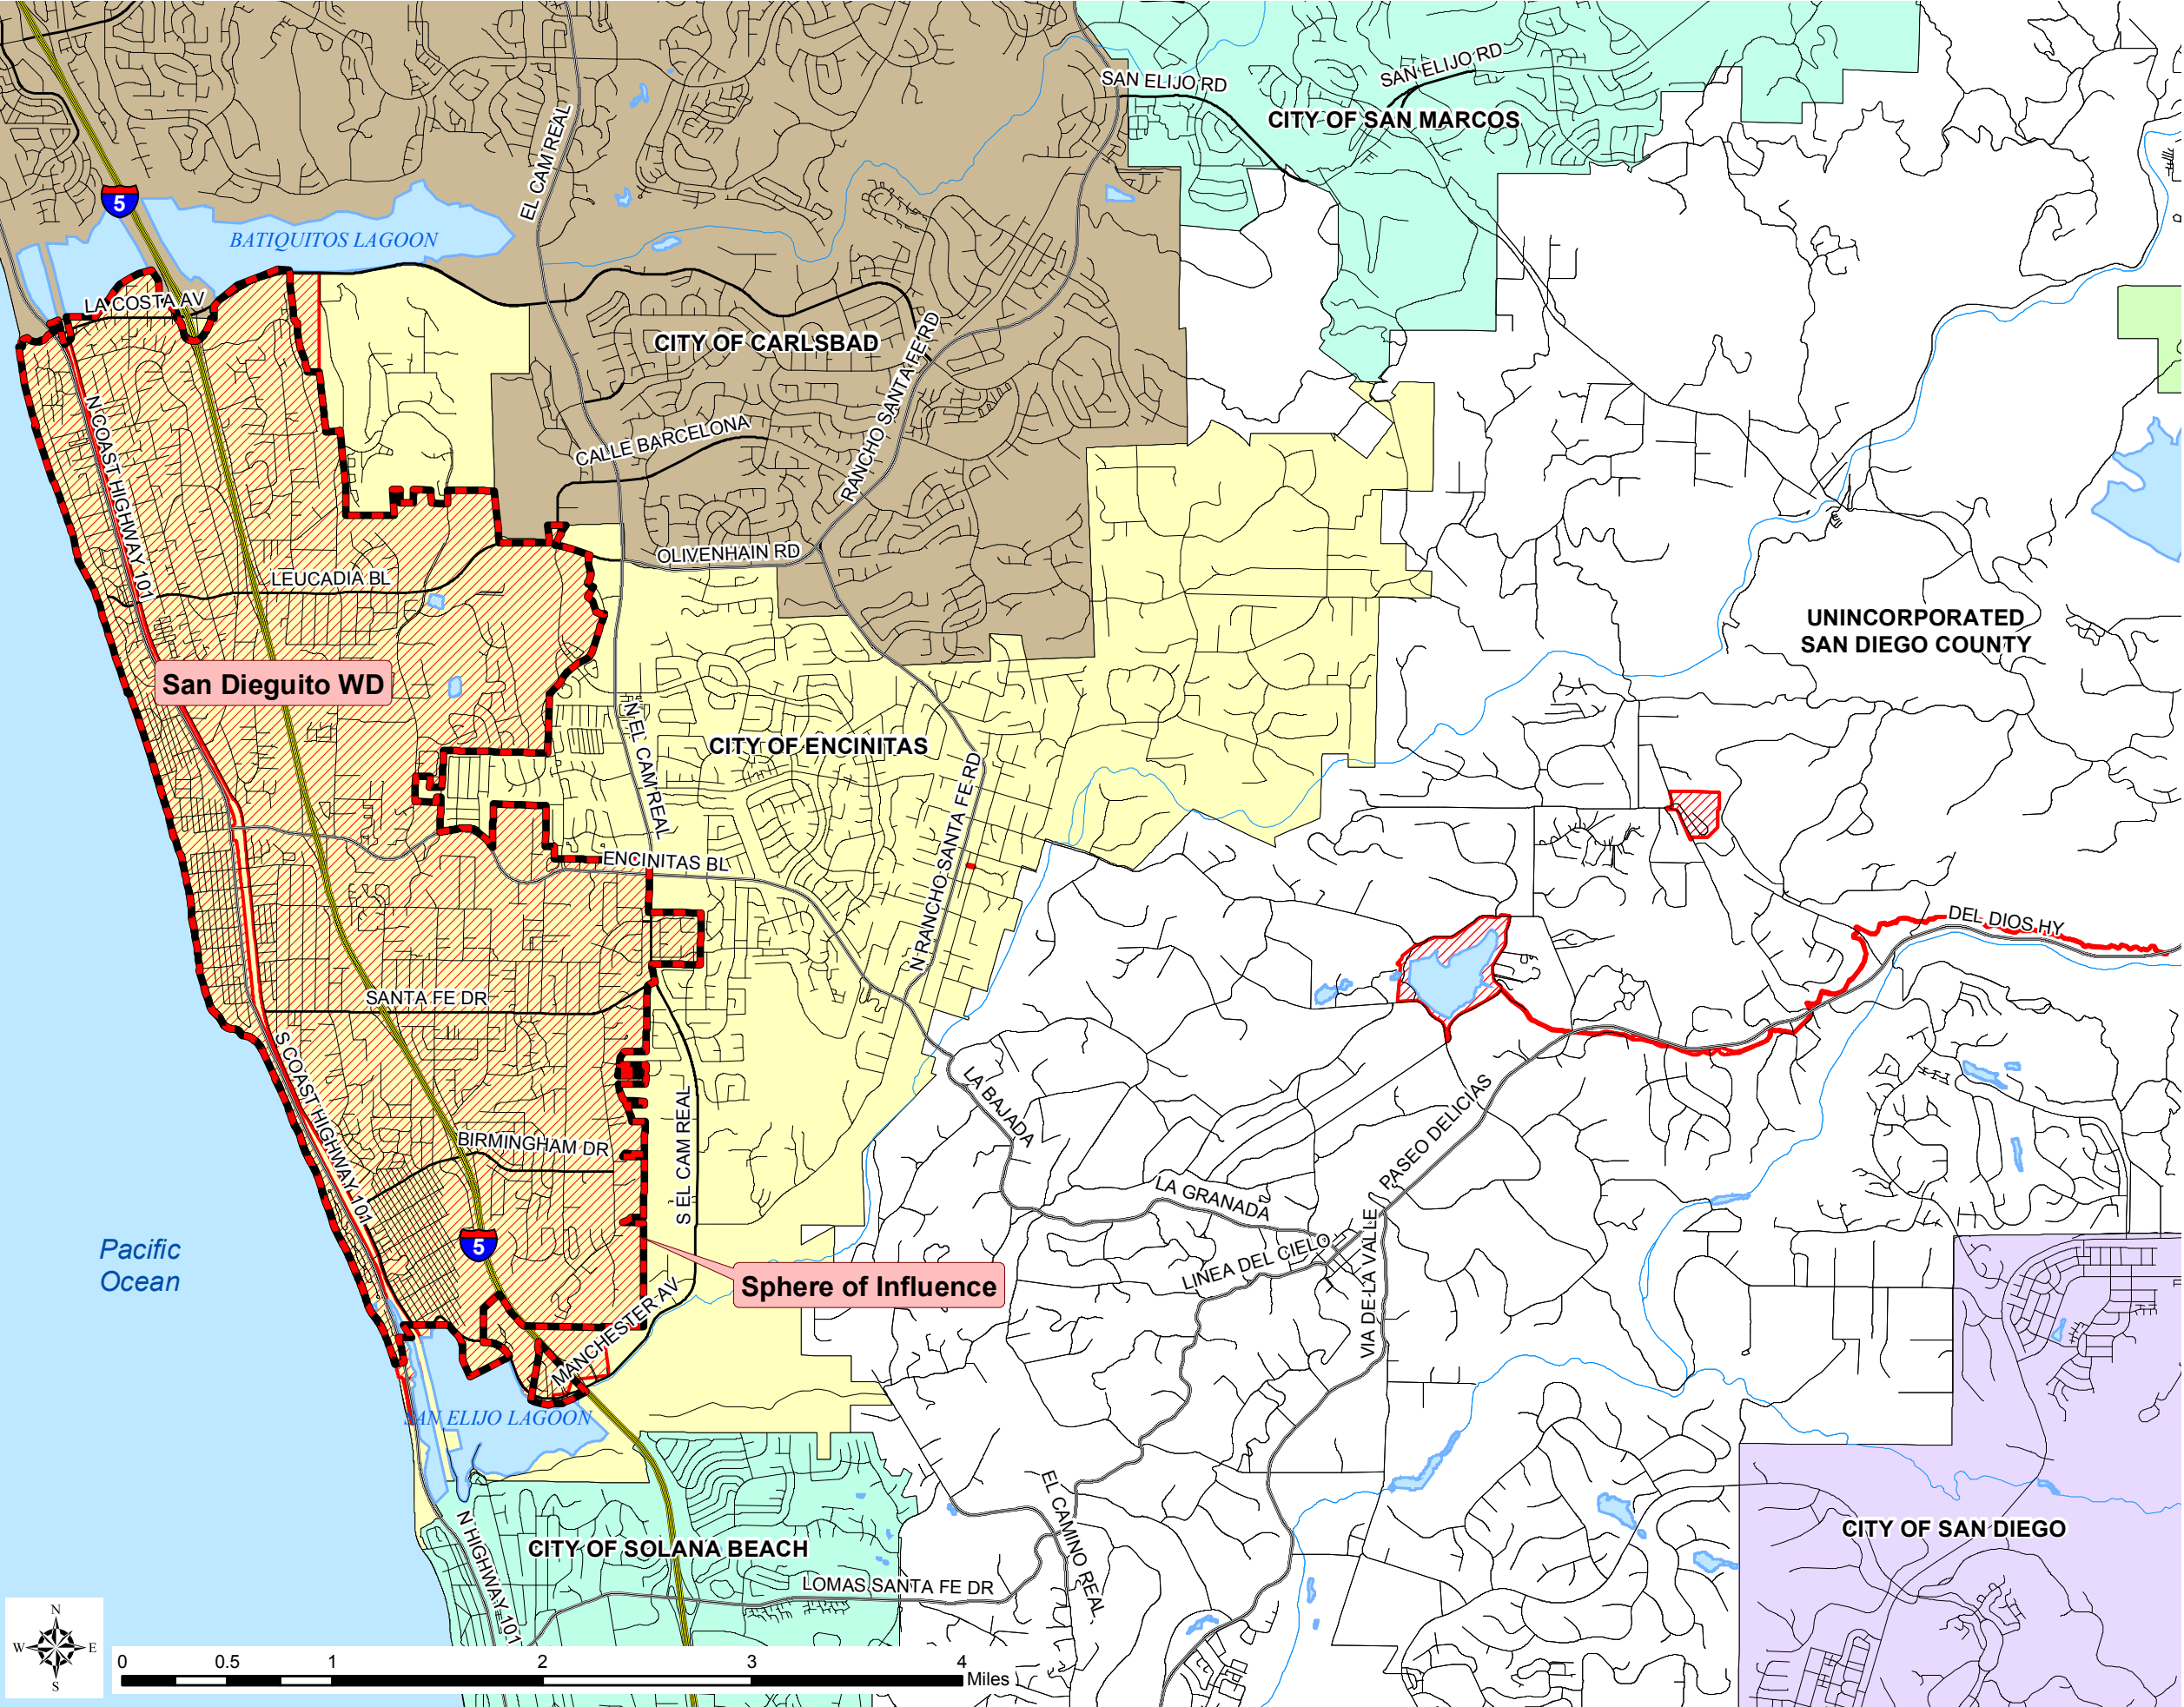 SAN ELIJO RD
SAN ELIJO RD
CITY OF SAN MARCOS
EL CAM REAL
5
BATIQUITOS LAGOON
LA COSTA AV
CITY OF CARLSBAD
RANCHO SANTA FE RD
N COAST HIGHWAY 101
CALLE BARCELONA
OLIVENHAIN RD
LEUCADIA BL
UNINCORPORATED
SAN DIEGO COUNTY
San Dieguito WD
N EL CAM REAL
CITY OF ENCINITAS
N RANCHO SANTA FE RD
ENCINITAS BL
DEL DIOS HY
SANTA FE DR
S COAST HIGHWAY 101
LA BAJADA
S EL CAM REAL
BIRMINGHAM DR
PASEO DELICIAS
LA GRANADA
LINEA DEL CIELO
VIA DE LA VALLE
5
Pacific
Ocean
Sphere of Influence
MANCHESTER AV
SAN ELIJO LAGOON
EL CAMINO REAL
N HIGHWAY 101
CITY OF SOLANA BEACH
CITY OF SAN DIEGO
LOMAS SANTA FE DR
N
W E
S
0 0.5 1 2 3 4
Miles